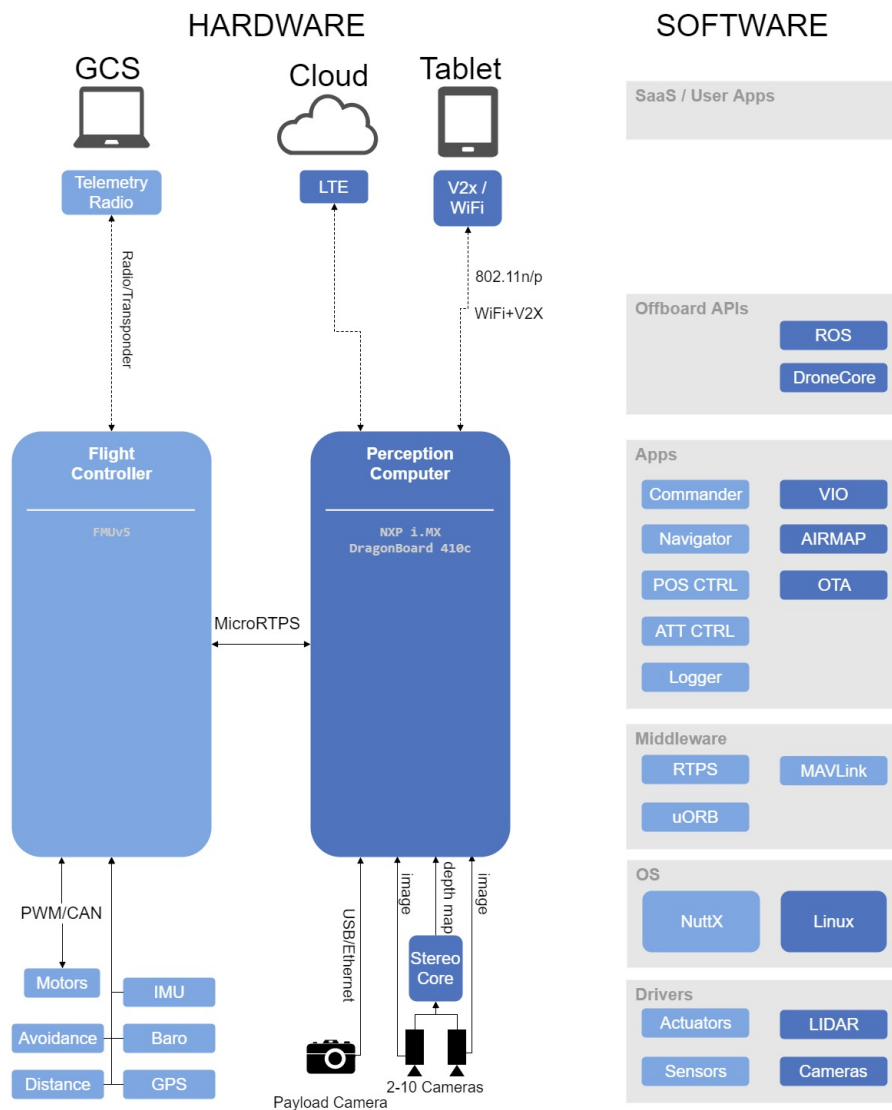 HARDWARE
SOFTWARE
GCS
Cloud
Tablet
Telemetry
Radio
LTE
V2x /
WiFi
Radio/Transponder
802.11n/p
WiFi+V2X
Flight
Controller
FMUv5
Perception
Computer
NXP i.MX
DragonBoard 410c
MicroRTPS
PWM/CAN
USB/Ethernet
image
depth map
image
Motors
IMU
Avoidance
Baro
Distance
GPS
Stereo
Core
Payload Camera
2-10 Cameras
SaaS / User Apps
Offboard APIs
ROS
DroneCore
Apps
Commander
VIO
Navigator
AIRMAP
POS CTRL
OTA
ATT CTRL
Logger
Middleware
RTPS
MAVLink
uORB
OS
NuttX
Linux
Drivers
Actuators
LIDAR
Sensors
Cameras